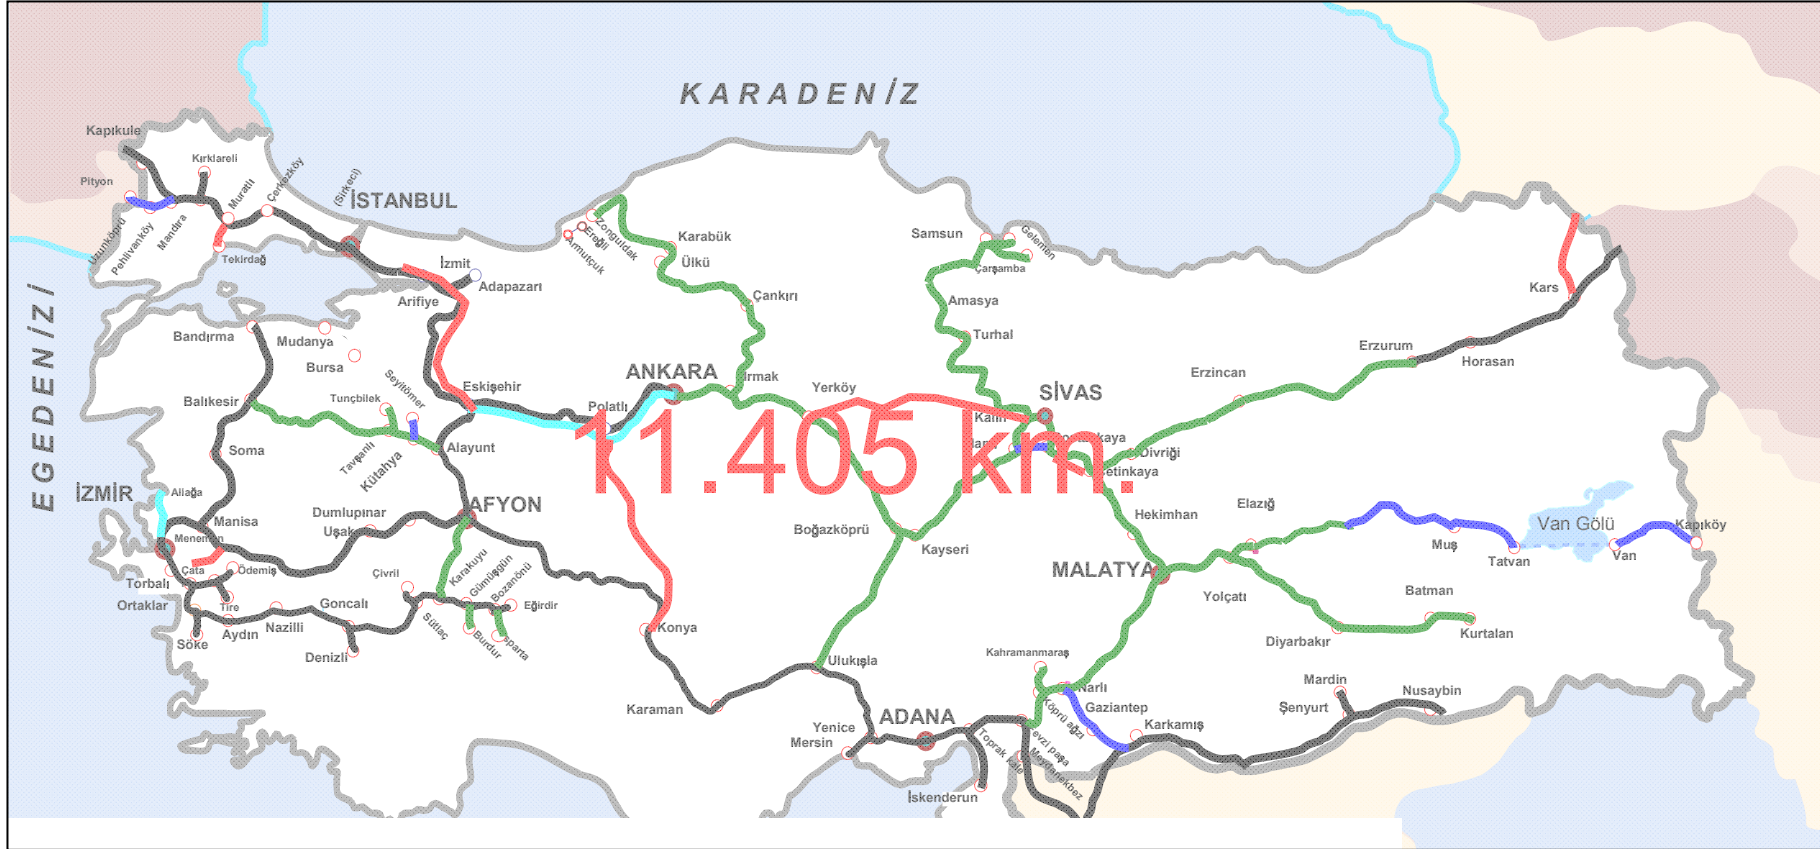 KARADENİZ
EGEDENİZİ
Kapıkule
Kırklareli
Pityon
Uzunköprü
Pehlivanköy
Mandıra
Muratlı
Çerkezköy
(Sirkeci)
İSTANBUL
Tekirdağ
İzmit
Adapazarı
Arifiye
Armutçuk
Ereğli
Zonguldak
Karabük
Ülkü
Çankırı
Samsun
Gelemen
Çarşamba
Amasya
Turhal
Kars
Erzurum
Horasan
Erzincan
Bandırma
Mudanya
Bursa
Eskişehir
ANKARA
Irmak
Yerköy
SİVAS
Kalın
Polatlı
11.405 km.
Balıkesir
Tunçbilek
Seyitömer
Tavşanlı
Kütahya
Alayunt
Soma
Divriği
Hekimhan
Elazığ
Van Gölü
Muş
Tatvan
Van
Kapıköy
İZMİR
Aliağa
Manisa
Menemen
Dumlupınar
Uşak
AFYON
Boğazköprü
Kayseri
MALATYA
Yolçatı
Batman
Diyarbakır
Kurtalan
Çata
Ödemiş
Torbalı
Ortaklar
Tire
Söke
Aydın
Nazilli
Goncalı
Denizli
Çivril
Sütlaç
Karakuyu
Gümüşgün
Bozanönü
Eğirdir
Burdur
Konya
Karaman
Ulukışla
Kahramanmaraş
Narlı
Köprü ağzı
Gaziantep
Karkamış
Mardin
Şenyurt
Nusaybin
Yenice
Mersin
ADANA
Toprak kale
Meydanekbez
İskenderun